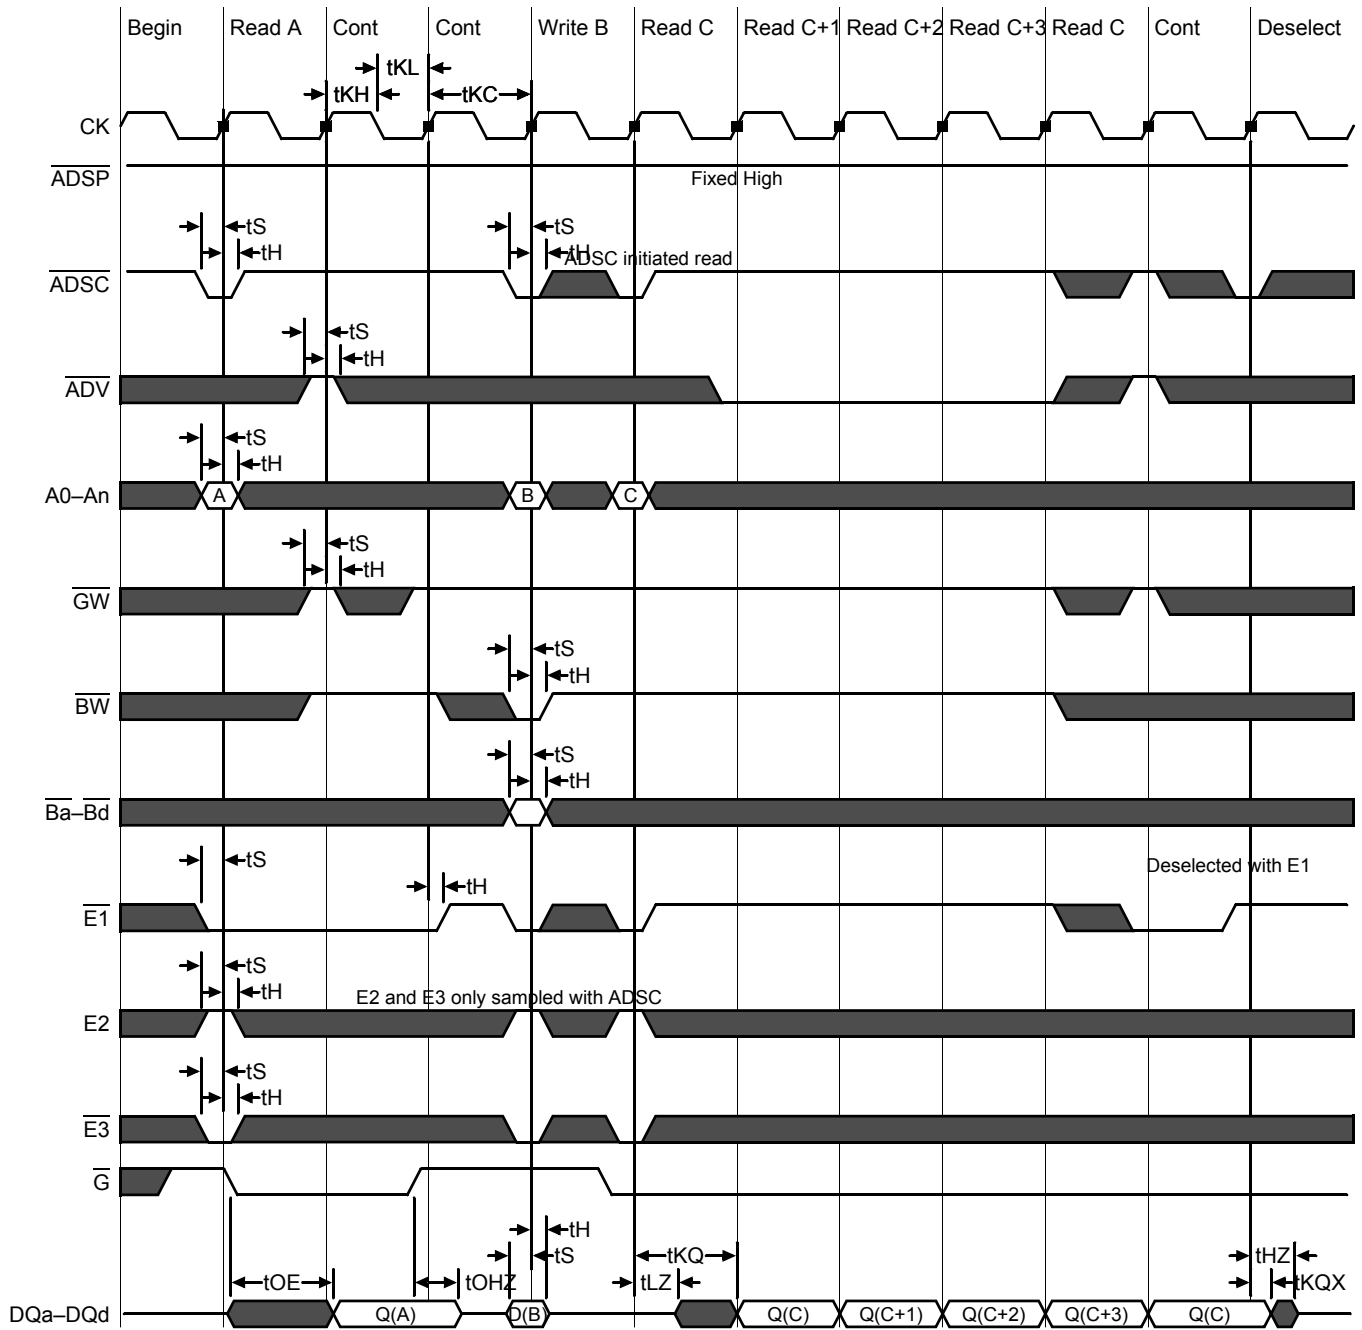 Begin Read A Cont Cont Write B Read C Read C+1 Read C+2 Read C+3 Read C Cont Deselect
tKL
tKH tKC
CK
ADSP
Fixed High
tS tS
tH tH
ADSC initiated read
ADSC
tS
tH
ADV
tS
tH
A0–An A B C
tS
tH
GW
tS
tH
BW
tS
tH
Ba–Bd
tS
Deselected with E1
tH
E1
tS
tH
E2 and E3 only sampled with ADSC
E2
tS
tH
E3
G
tH
tS tKQ tHZ
tOE tOHZ tLZ tKQX
DQa–DQd Q(A) D(B) Q(C) Q(C+1) Q(C+2) Q(C+3) Q(C)